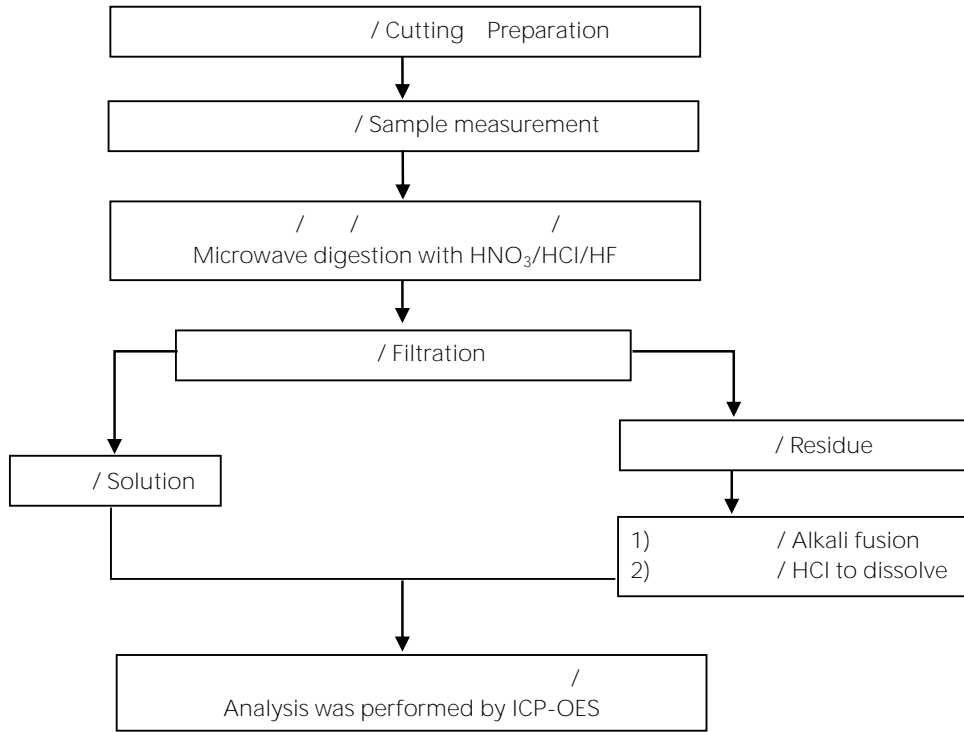 / Cutting Preparation
/ Sample measurement
/ / /
Microwave digestion with HNO₃/HCl/HF
/ Filtration
/ Residue
/ Solution
1) / Alkali fusion
2) / HCl to dissolve
/
Analysis was performed by ICP-OES